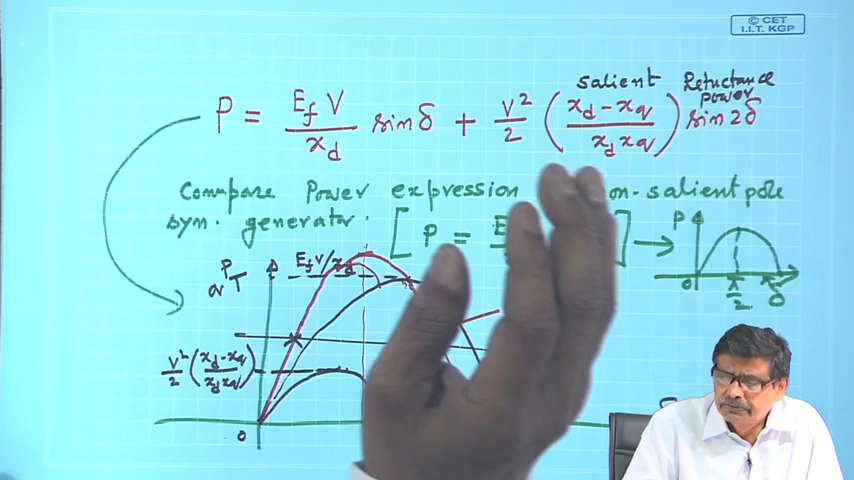 © CET
I.I.T. KGP
salient Reluctance power
P = E_f V / x_d sin δ + V² / 2 ( x_d - x_q / x_d x_q ) sin 2δ
Compare Power expression non-salient pole
syn. generator. [ P = E ] → P
0 π/2 π δ
P or T
E_f V/x_d
V²/2 ( x_d - x_q / x_d x_q )
0